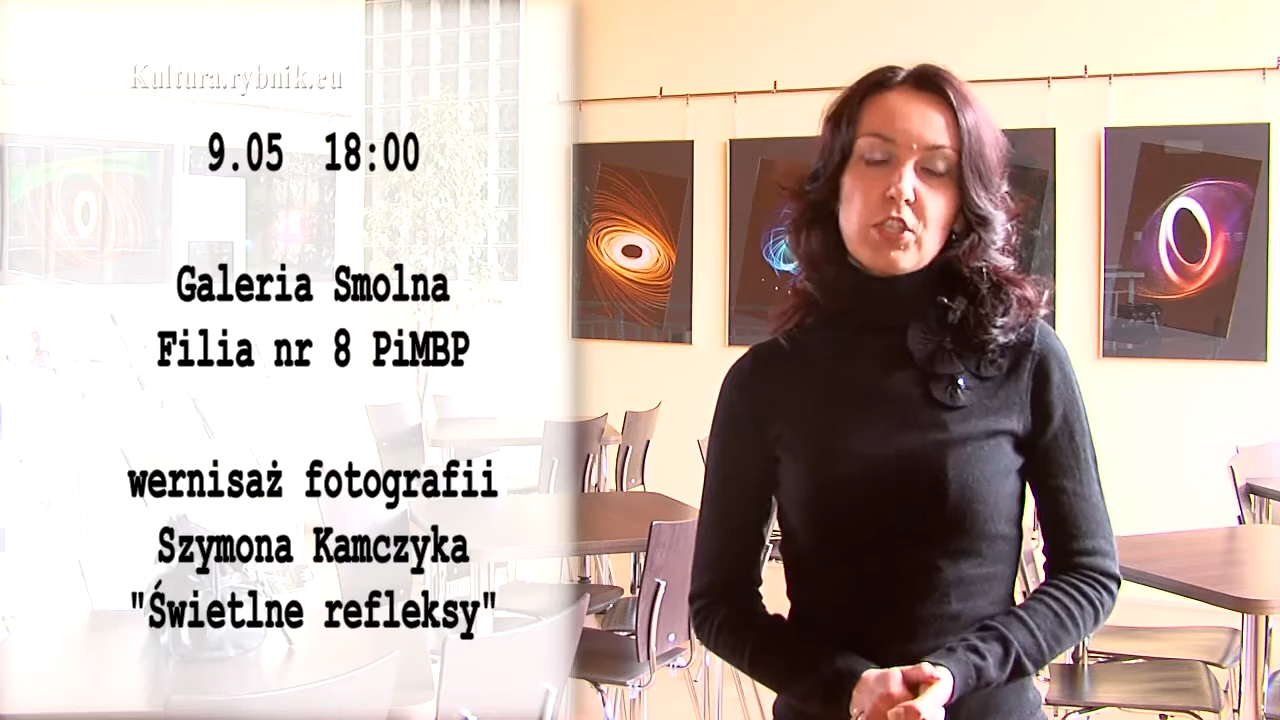 Kultura.rybnik.eu
9.05 18:00
Galeria Smolna
Filia nr 8 PiMBP
wernisaż fotografii
Szymona Kamczyka
"Świetlne refleksy"